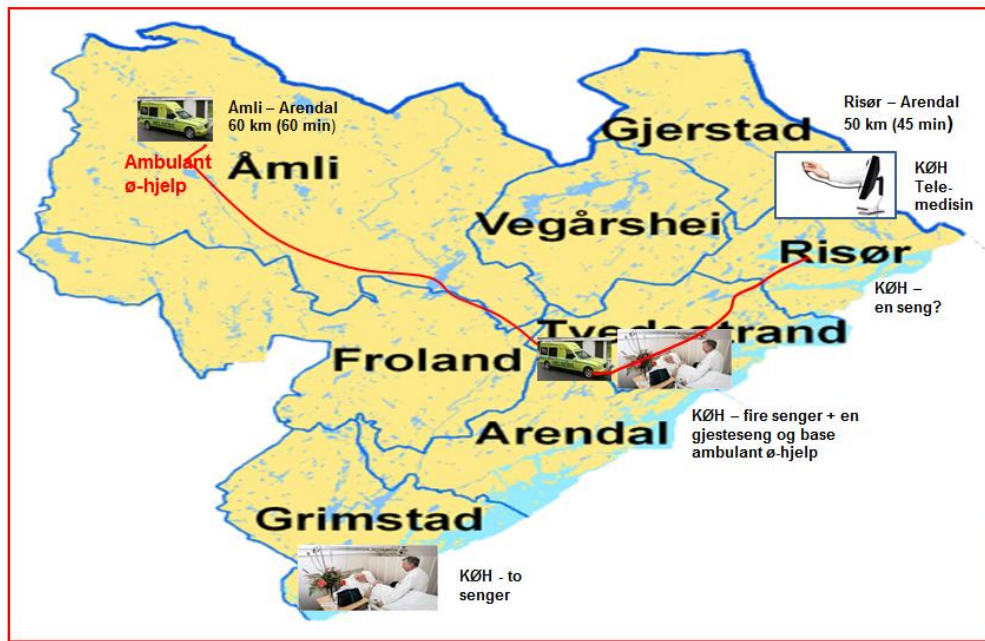 Åmli – Arendal
60 km (60 min)
Ambulant
ø-hjelp
Åmli
Gjerstad
Risør – Arendal
50 km (45 min)
KØH
Tele-
medisin
Vegårshei
Risør
KØH –
en seng?
Tvedestrand
Froland
KØH – fire senger + en
gjesteseng og base
ambulant ø-hjelp
Arendal
Grimstad
KØH - to
senger